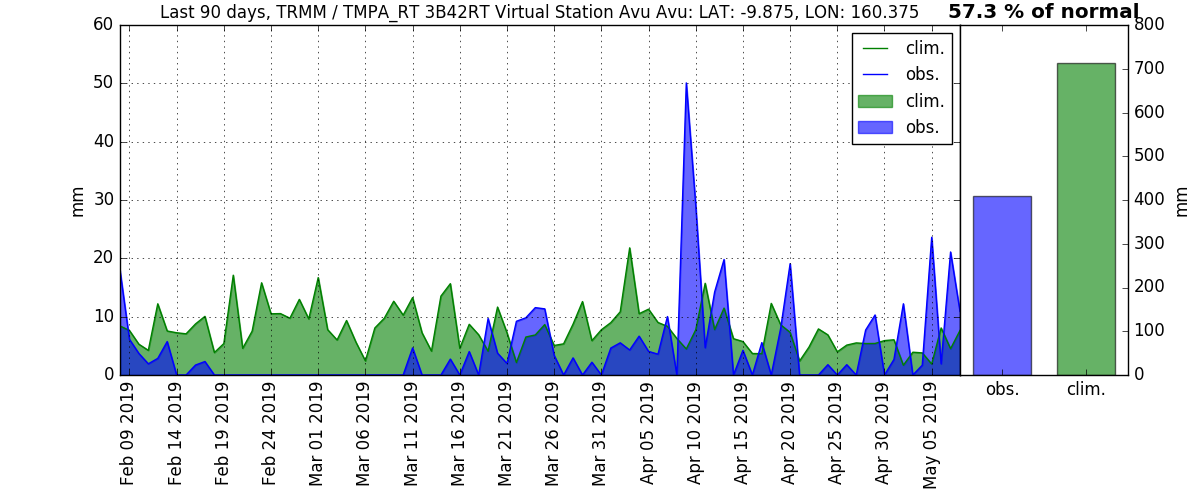 Last 90 days, TRMM / TMPA_RT 3B42RT Virtual Station Avu Avu: LAT: -9.875, LON: 160.375
57.3 % of normal
60
50
40
30
20
10
0
mm
clim.
obs.
clim.
obs.
800
700
600
500
400
300
200
100
0
mm
Feb 09 2019
Feb 14 2019
Feb 19 2019
Feb 24 2019
Mar 01 2019
Mar 06 2019
Mar 11 2019
Mar 16 2019
Mar 21 2019
Mar 26 2019
Mar 31 2019
Apr 05 2019
Apr 10 2019
Apr 15 2019
Apr 20 2019
Apr 25 2019
Apr 30 2019
May 05 2019
obs.
clim.